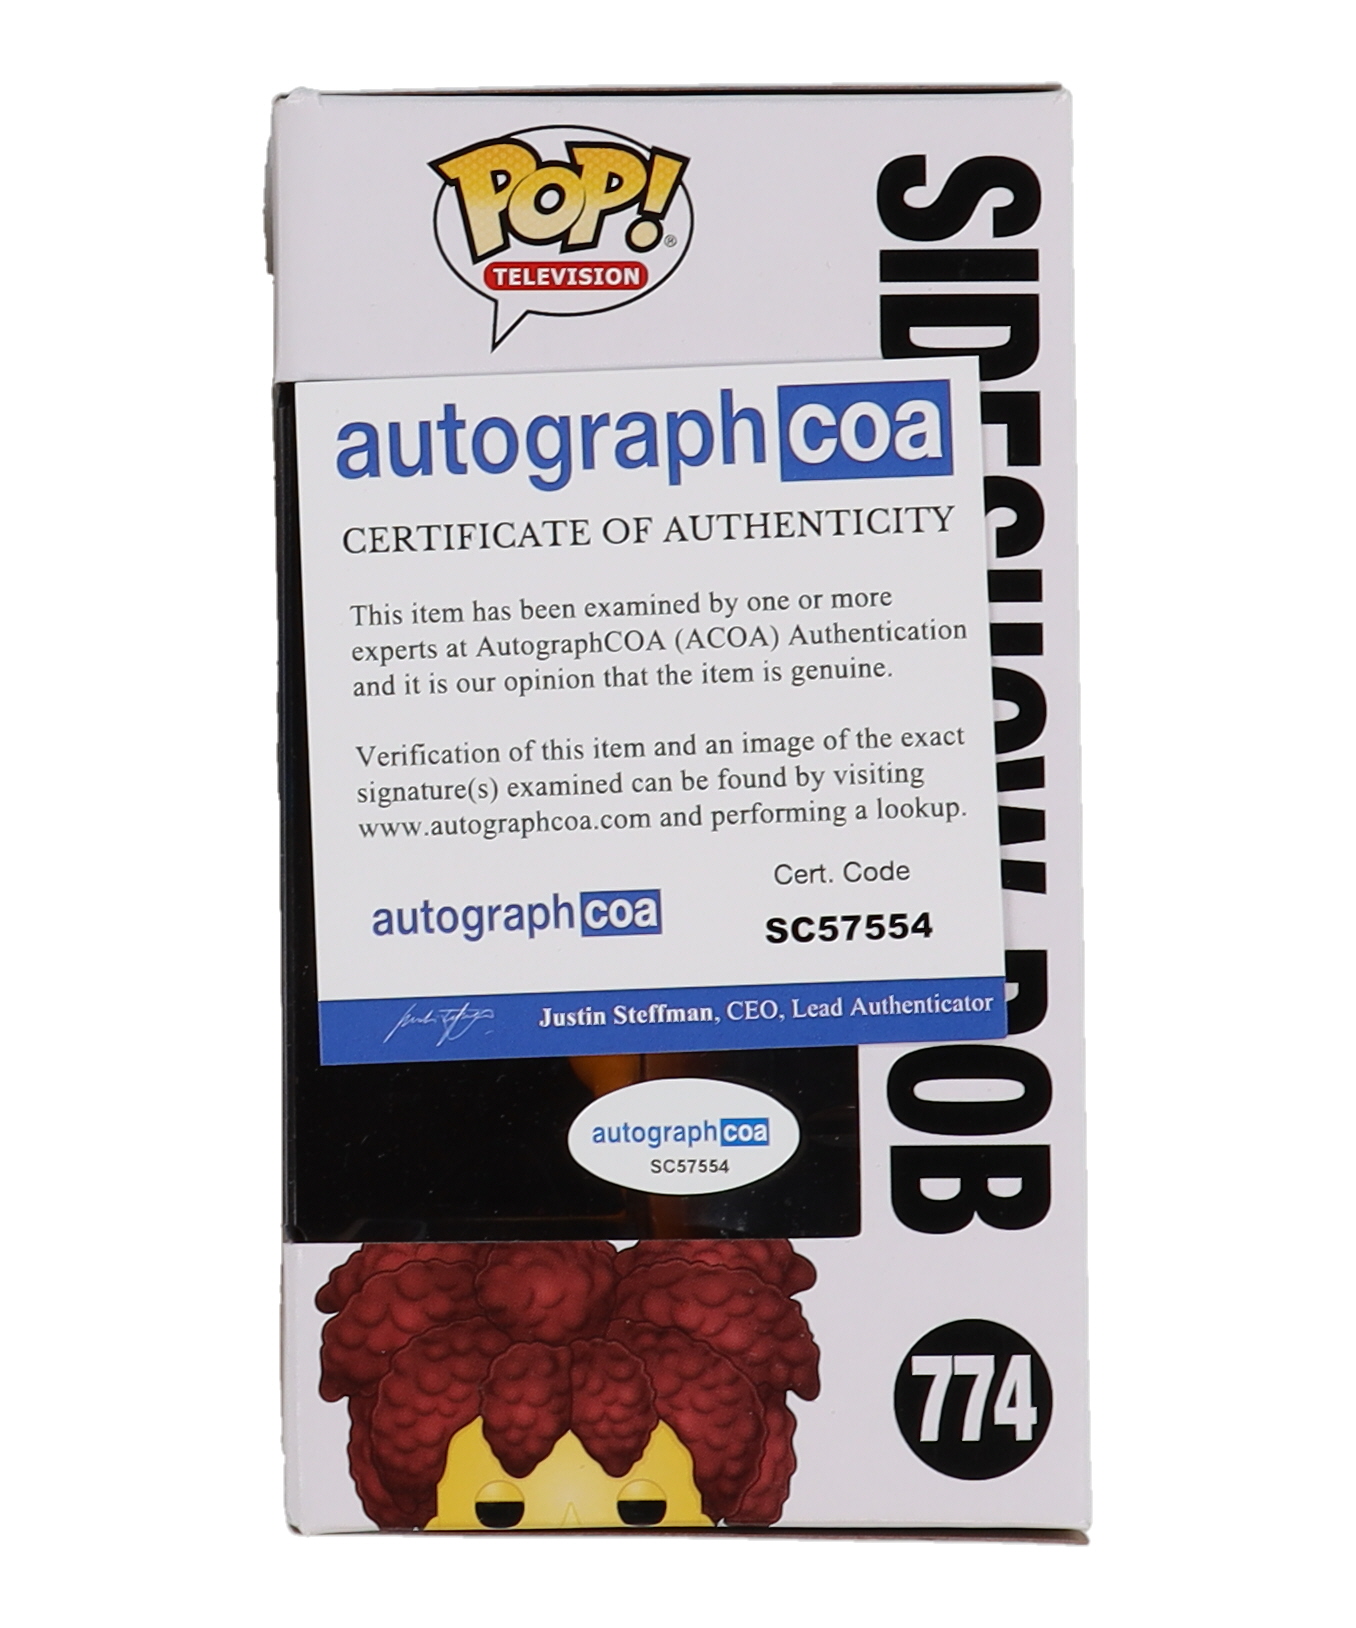 POP!®
TELEVISION
SIDESHOW BOB
autographcoa
CERTIFICATE OF AUTHENTICITY
This item has been examined by one or more
experts at AutographCOA (ACOA) Authentication
and it is our opinion that the item is genuine.
Verification of this item and an image of the exact
signature(s) examined can be found by visiting
www.autographcoa.com and performing a lookup.
Cert. Code
autographcoa
SC57554
Justin Steffman, CEO, Lead Authenticator
autographcoa
SC57554
774